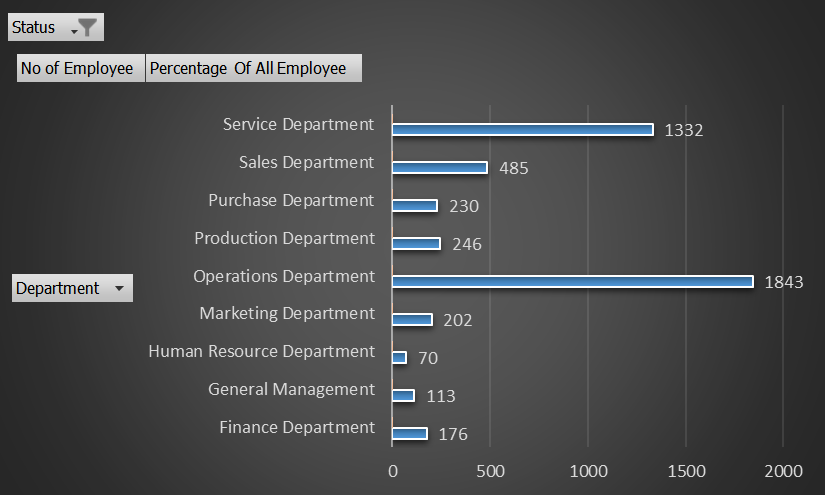 Status
No of Employee Percentage Of All Employee
Service Department 1332
Sales Department 485
Purchase Department 230
Production Department 246
Operations Department 1843
Department
Marketing Department 202
Human Resource Department 70
General Management 113
Finance Department 176
0 500 1000 1500 2000